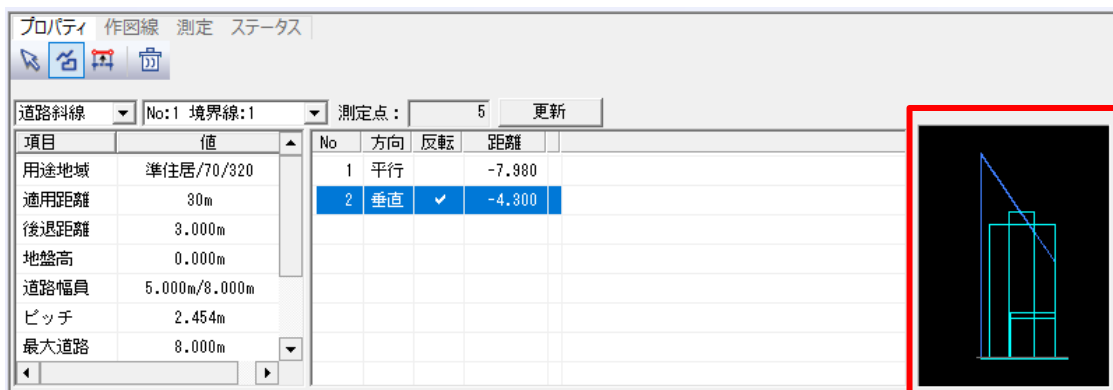 プロパティ 作図線 測定 ステータス
道路斜線 No:1 境界線:1 測定点： 5 更新
項目 値 No 方向 反転 距離
用途地域 準住居/70/320 1 平行 -7.980
適用距離 30m 2 垂直 ✓ -4.300
後退距離 3.000m
地盤高 0.000m
道路幅員 5.000m/8.000m
ピッチ 2.454m
最大道路 8.000m